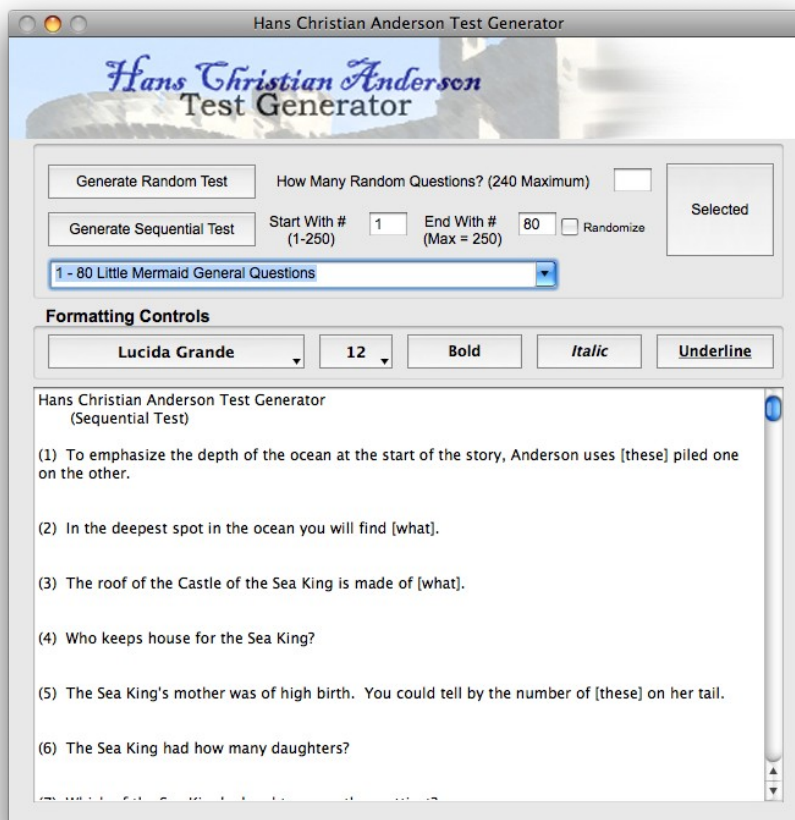 Hans Christian Anderson Test Generator
Hans Christian Anderson
Test Generator
Generate Random Test How Many Random Questions? (240 Maximum)
Selected
Generate Sequential Test Start With # 1 End With # 80 Randomize
(1-250) (Max = 250)
1 - 80 Little Mermaid General Questions
Formatting Controls
Lucida Grande 12 Bold Italic Underline
Hans Christian Anderson Test Generator
(Sequential Test)
(1) To emphasize the depth of the ocean at the start of the story, Anderson uses [these] piled one
on the other.
(2) In the deepest spot in the ocean you will find [what].
(3) The roof of the Castle of the Sea King is made of [what].
(4) Who keeps house for the Sea King?
(5) The Sea King's mother was of high birth. You could tell by the number of [these] on her tail.
(6) The Sea King had how many daughters?